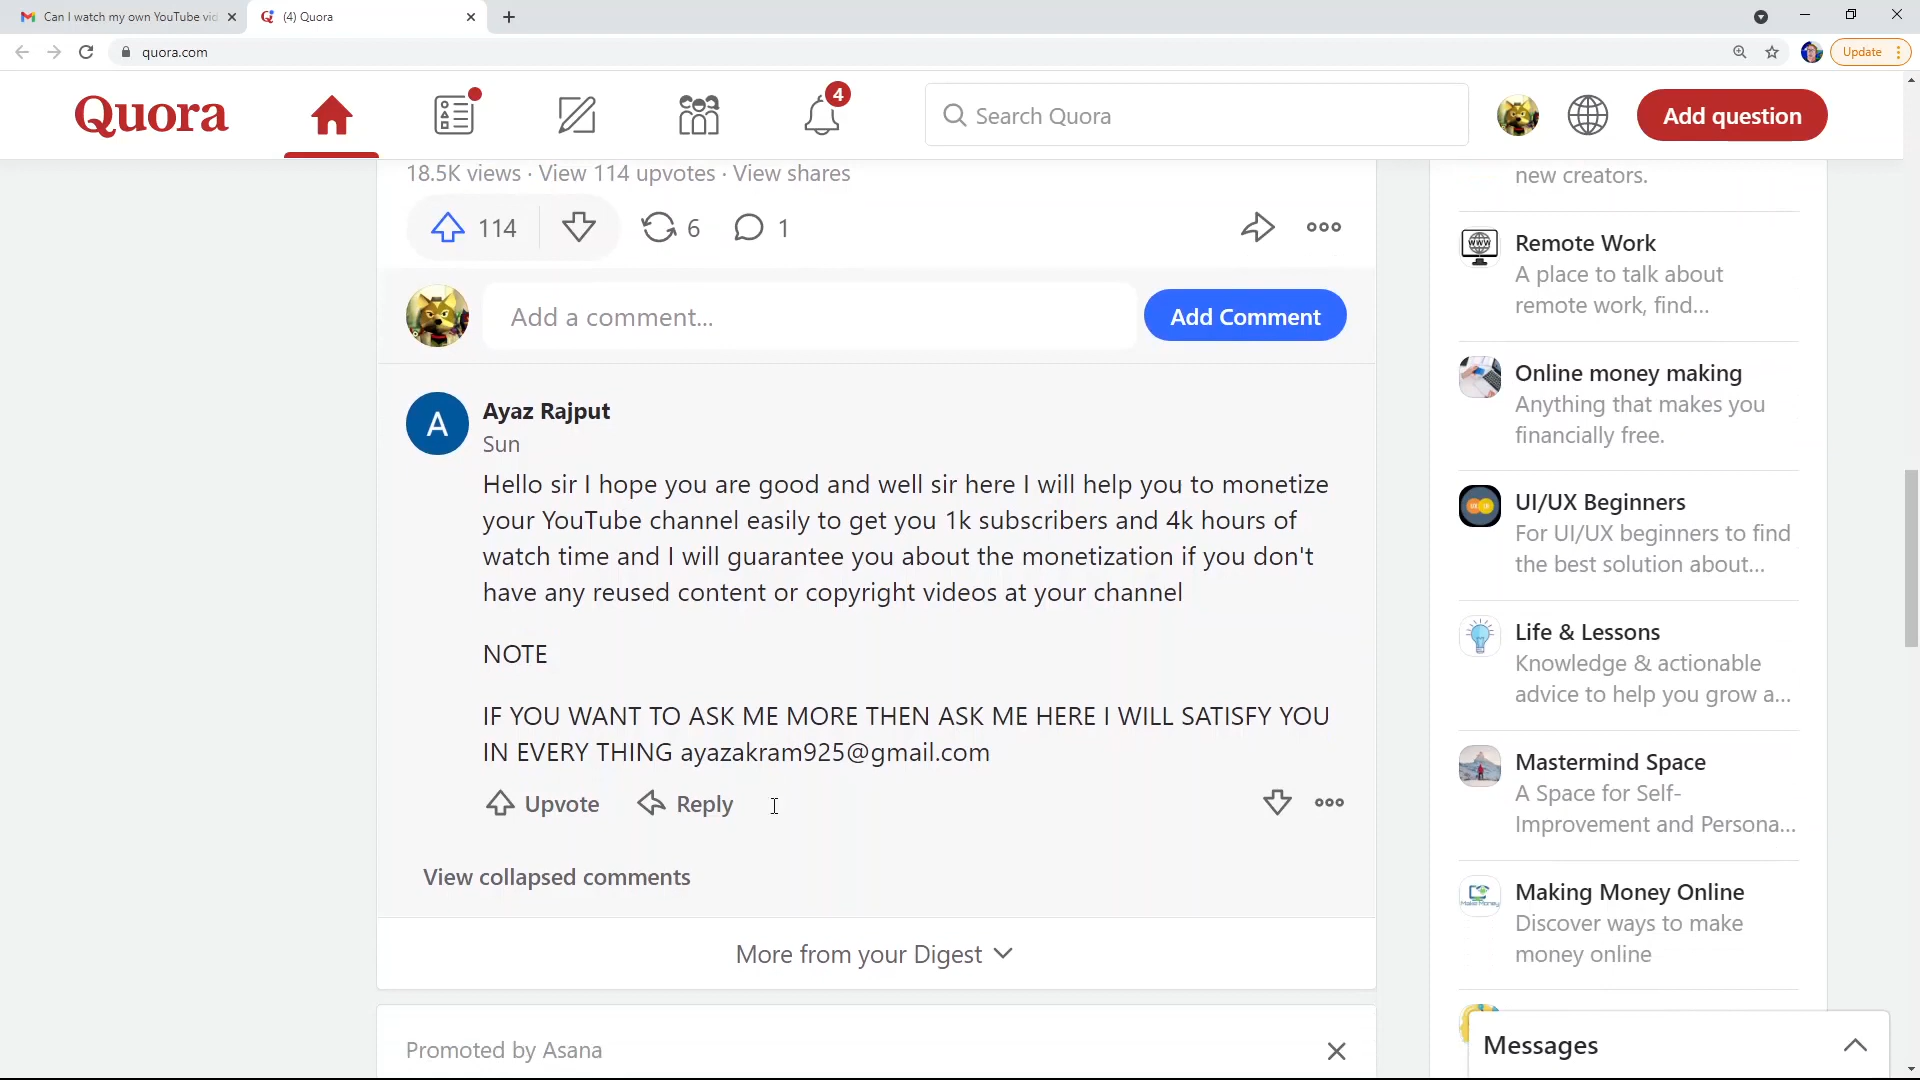 Can I watch my own YouTube vid
(4) Quora
quora.com
Update
Quora
4
Search Quora
Add question
18.5K views · View 114 upvotes · View shares
114
6
1
Add a comment...
Add Comment
A
Ayaz Rajput
Sun
Hello sir I hope you are good and well sir here I will help you to monetize
your YouTube channel easily to get you 1k subscribers and 4k hours of
watch time and I will guarantee you about the monetization if you don't
have any reused content or copyright videos at your channel
NOTE
IF YOU WANT TO ASK ME MORE THEN ASK ME HERE I WILL SATISFY YOU
IN EVERY THING ayazakram925@gmail.com
Upvote
Reply
View collapsed comments
More from your Digest
Promoted by Asana
new creators.
WWW
Remote Work
A place to talk about
remote work, find...
Online money making
Anything that makes you
financially free.
UI/UX Beginners
For UI/UX beginners to find
the best solution about...
Life & Lessons
Knowledge & actionable
advice to help you grow a...
Mastermind Space
A Space for Self-
Improvement and Persona...
Making Money Online
Discover ways to make
money online
Messages